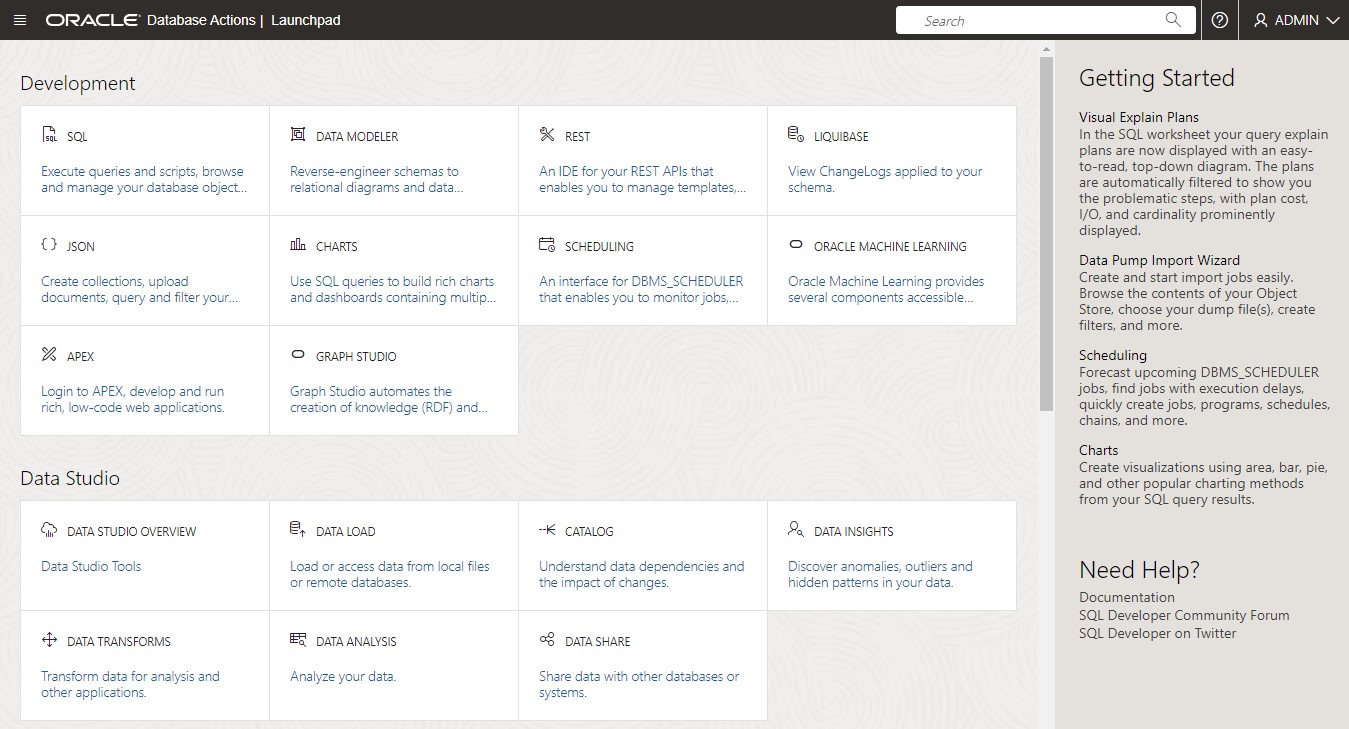 ORACLE Database Actions | Launchpad
Search
ADMIN
Development
SQL
Execute queries and scripts, browse
and manage your database object...
DATA MODELER
Reverse-engineer schemas to
relational diagrams and data...
REST
An IDE for your REST APIs that
enables you to manage templates,...
LIQUIBASE
View ChangeLogs applied to your
schema.
JSON
Create collections, upload
documents, query and filter your...
CHARTS
Use SQL queries to build rich charts
and dashboards containing multip...
SCHEDULING
An interface for DBMS_SCHEDULER
that enables you to monitor jobs,...
ORACLE MACHINE LEARNING
Oracle Machine Learning provides
several components accessible...
APEX
Login to APEX, develop and run
rich, low-code web applications.
GRAPH STUDIO
Graph Studio automates the
creation of knowledge (RDF) and...
Data Studio
DATA STUDIO OVERVIEW
Data Studio Tools
DATA LOAD
Load or access data from local files
or remote databases.
CATALOG
Understand data dependencies and
the impact of changes.
DATA INSIGHTS
Discover anomalies, outliers and
hidden patterns in your data.
DATA TRANSFORMS
Transform data for analysis and
other applications.
DATA ANALYSIS
Analyze your data.
DATA SHARE
Share data with other databases or
systems.
Getting Started
Visual Explain Plans
In the SQL worksheet your query explain
plans are now displayed with an easy-
to-read, top-down diagram. The plans
are automatically filtered to show you
the problematic steps, with plan cost,
I/O, and cardinality prominently
displayed.
Data Pump Import Wizard
Create and start import jobs easily.
Browse the contents of your Object
Store, choose your dump file(s), create
filters, and more.
Scheduling
Forecast upcoming DBMS_SCHEDULER
jobs, find jobs with execution delays,
quickly create jobs, programs, schedules,
chains, and more.
Charts
Create visualizations using area, bar, pie,
and other popular charting methods
from your SQL query results.
Need Help?
Documentation
SQL Developer Community Forum
SQL Developer on Twitter